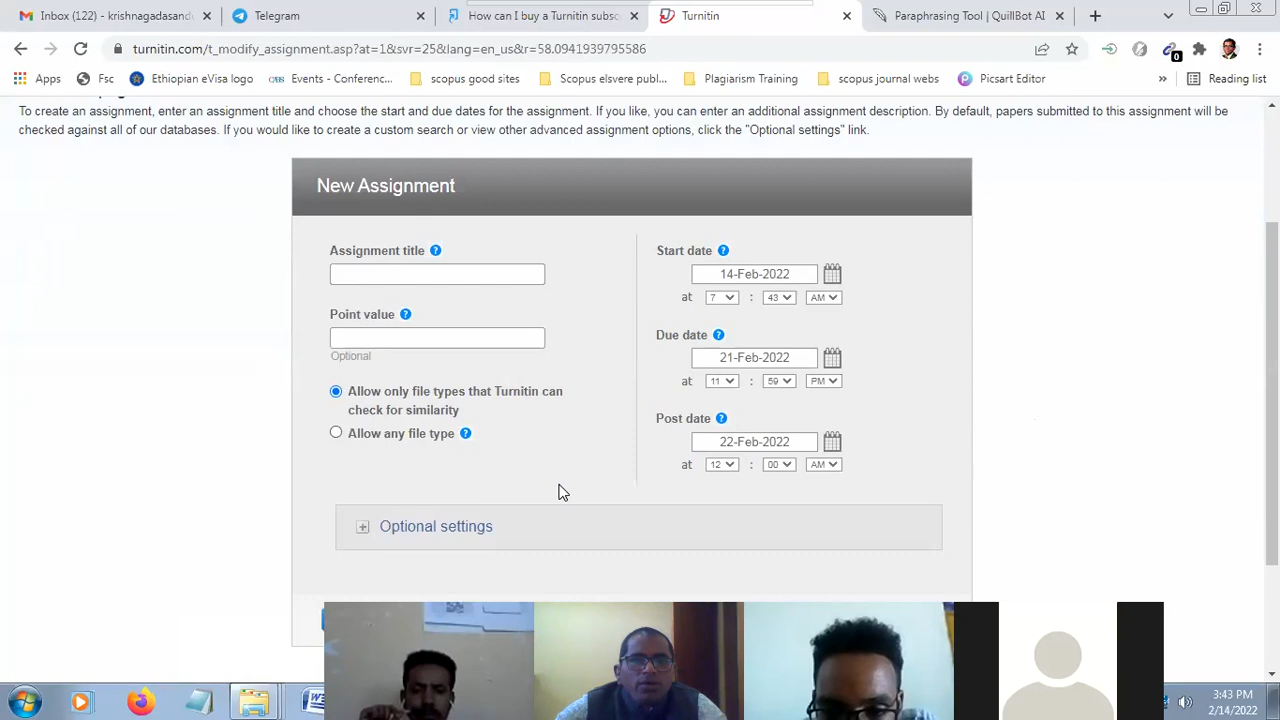 Inbox (122) - krishnagadasandv
Telegram
How can I buy a Turnitin subsc
Turnitin
Paraphrasing Tool | QuillBot AI
turnitin.com/t_modify_assignment.asp?at=1&svr=25&lang=en_us&r=58.0941939795586
0
Apps
Fsc
Ethiopian eVisa logo
Events - Conferenc...
scopus good sites
Scopus elsvere publ...
Plagiarism Training
scopus journal webs
Picsart Editor
»
Reading list
To create an assignment, enter an assignment title and choose the start and due dates for the assignment. If you like, you can enter an additional assignment description. By default, papers submitted to this assignment will be
checked against all of our databases. If you would like to create a custom search or view other advanced assignment options, click the "Optional settings" link.
New Assignment
Assignment title ?
Point value ?
Optional
Allow only file types that Turnitin can
check for similarity
Allow any file type ?
Start date ?
14-Feb-2022
at 7 : 43 AM
Due date ?
21-Feb-2022
at 11 : 59 PM
Post date ?
22-Feb-2022
at 12 : 00 AM
Optional settings
3:43 PM
2/14/2022